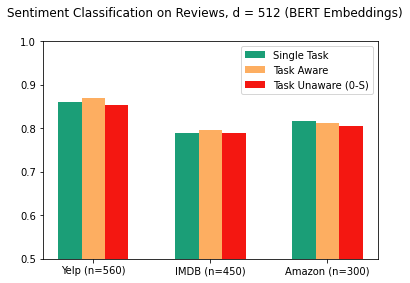 Sentiment Classification on Reviews, d = 512 (BERT Embeddings)
1.0
0.9
0.8
0.7
0.6
0.5
Single Task
Task Aware
Task Unaware (0-S)
Yelp (n=560)
IMDB (n=450)
Amazon (n=300)